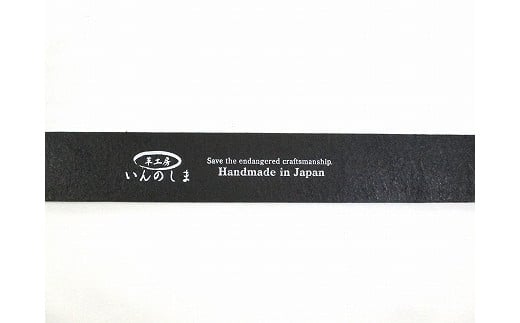 革工房
いんのしま
Save the endangered craftsmanship.
Handmade in Japan